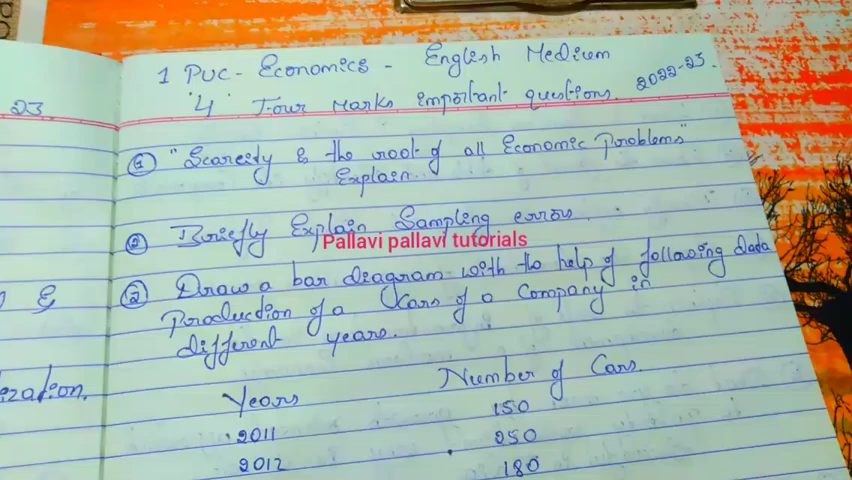 23
1 PUC - Economics - English Medium
'4' Four Marks important questions. 2022-23
① "Scarcity is the root of all Economic Problems"
Explain.
② Briefly Explain Sampling errors.
Pallavi pallavi tutorials
③ Draw a bar diagram with the help of following data
Production of a Cars of a Company in
different years.
Years Number of Cars.
2011 150
2012 250
180